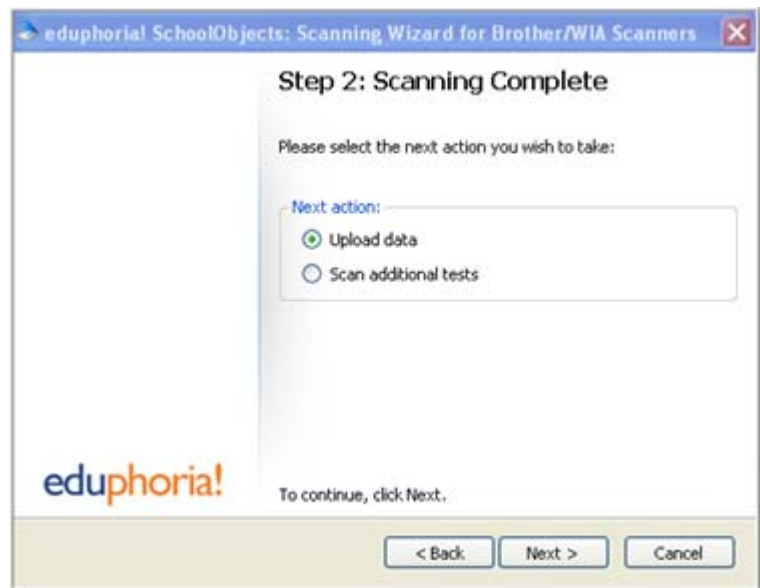 eduphoria! SchoolObjects: Scanning Wizard for Brother/WIA Scanners
Step 2: Scanning Complete
Please select the next action you wish to take:
Next action:
Upload data
Scan additional tests
eduphoria!
To continue, click Next.
< Back Next > Cancel